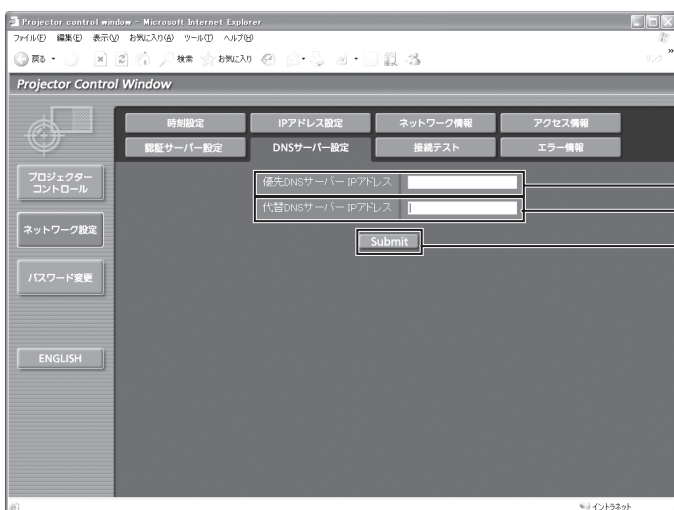 Projector control window - Microsoft Internet Explorer
ファイル(F) 編集(E) 表示(V) お気に入り(A) ツール(T) ヘルプ(H)
戻る 検索 お気に入り リンク »
Projector Control Window
時刻設定 IPアドレス設定 ネットワーク情報 アクセス情報
認証サーバー設定 DNSサーバー設定 接続テスト エラー情報
プロジェクター
コントロール
優先DNSサーバー IPアドレス
代替DNSサーバー IPアドレス
ネットワーク設定
Submit
パスワード変更
ENGLISH
イントラネット